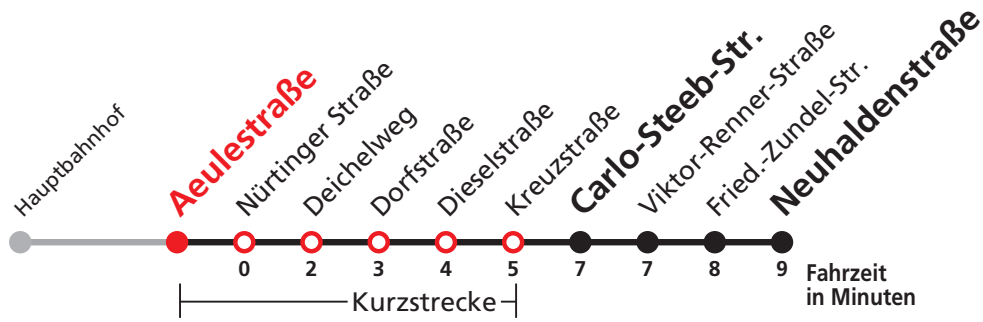 Hauptbahnhof
Aeulestraße
Nürtinger Straße
Deichelweg
Dorfstraße
Dieselstraße
Kreuzstraße
Carlo-Steeb-Str.
Viktor-Renner-Straße
Fried.-Zundel-Str.
Neuhaldenstraße
0 2 3 4 5 7 7 8 9
Fahrzeit
in Minuten
Kurzstrecke